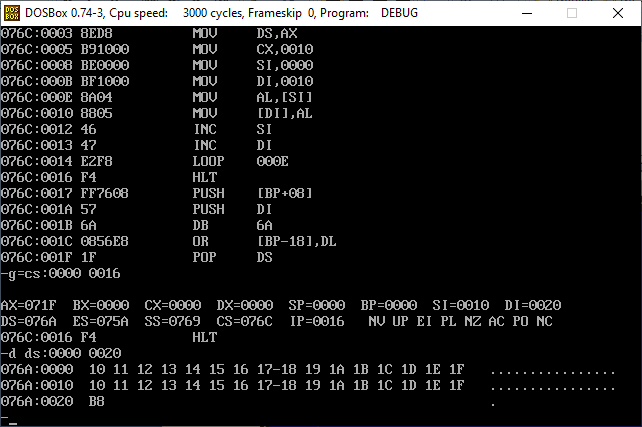 DOSBox 0.74-3, Cpu speed: 3000 cycles, Frameskip 0, Program: DEBUG
076C:0003 8ED8 MOV DS,AX
076C:0005 B91000 MOV CX,0010
076C:0008 BE0000 MOV SI,0000
076C:000B BF1000 MOV DI,0010
076C:000E 8A04 MOV AL,[SI]
076C:0010 8805 MOV [DI],AL
076C:0012 46 INC SI
076C:0013 47 INC DI
076C:0014 E2F8 LOOP 000E
076C:0016 F4 HLT
076C:0017 FF7608 PUSH [BP+08]
076C:001A 57 PUSH DI
076C:001B 6A DB 6A
076C:001C 0856E8 OR [BP-18],DL
076C:001F 1F POP DS
-g=cs:0000 0016
AX=071F BX=0000 CX=0000 DX=0000 SP=0000 BP=0000 SI=0010 DI=0020
DS=076A ES=075A SS=0769 CS=076C IP=0016 NV UP EI PL NZ AC PO NC
076C:0016 F4 HLT
-d ds:0000 0020
076A:0000 10 11 12 13 14 15 16 17-18 19 1A 1B 1C 1D 1E 1F ................
076A:0010 10 11 12 13 14 15 16 17-18 19 1A 1B 1C 1D 1E 1F ................
076A:0020 B8 .
-_